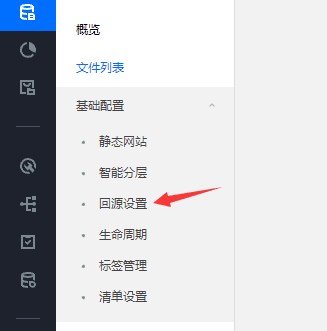 概览
文件列表
基础配置
静态网站
智能分层
回源设置
生命周期
标签管理
清单设置